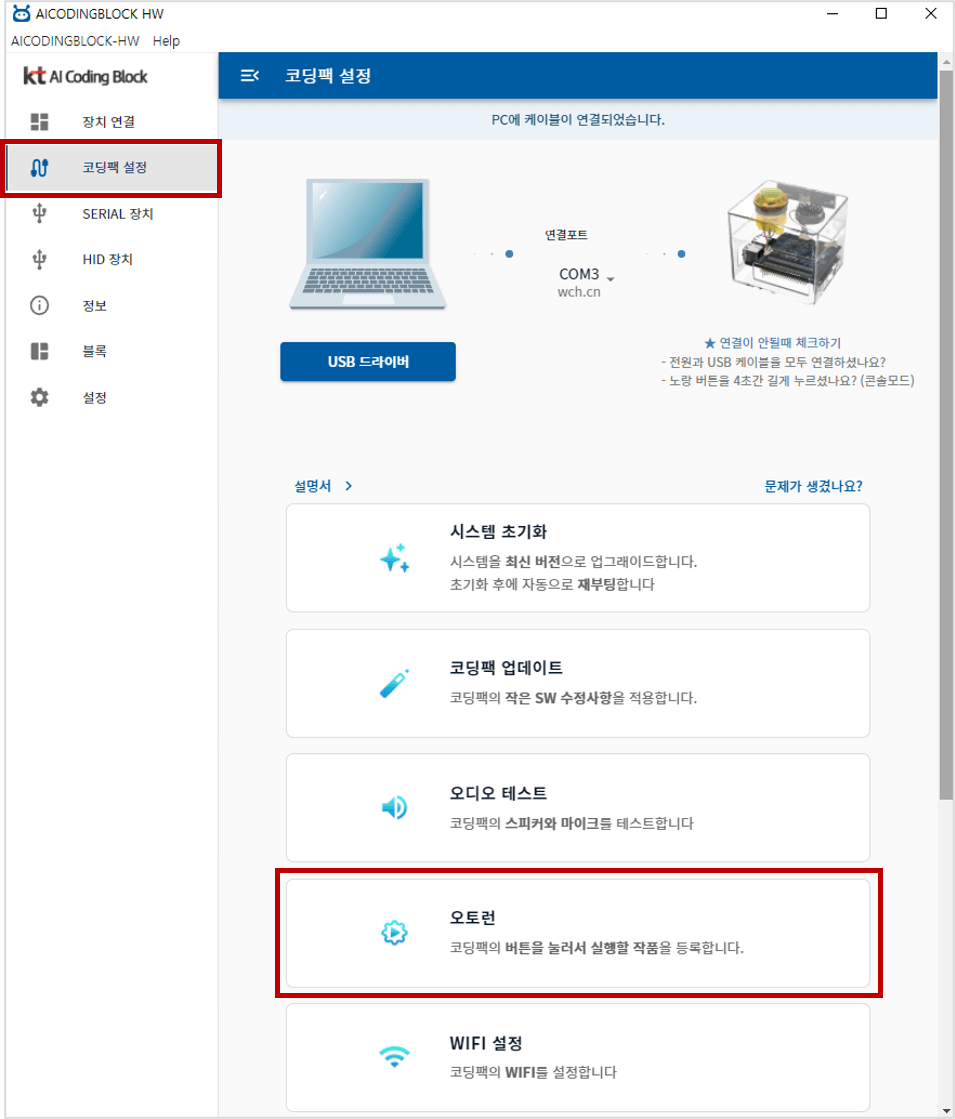 AICODINGBLOCK HW
AICODINGBLOCK-HW Help
kt AI Coding Block
장치 연결
코딩팩 설정
SERIAL 장치
HID 장치
정보
블록
설정
코딩팩 설정
PC에 케이블이 연결되었습니다.
연결포트
COM3
wch.cn
USB 드라이버
★ 연결이 안될때 체크하기
- 전원과 USB 케이블을 모두 연결하셨나요?
- 노랑 버튼을 4초간 길게 누르셨나요? (콘솔모드)
설명서 >
문제가 생겼나요?
시스템 초기화
시스템을 최신 버전으로 업그레이드합니다.
초기화 후에 자동으로 재부팅합니다
코딩팩 업데이트
코딩팩의 작은 SW 수정사항을 적용합니다.
오디오 테스트
코딩팩의 스피커와 마이크를 테스트합니다
오토런
코딩팩의 버튼을 눌러서 실행할 작품을 등록합니다.
WIFI 설정
코딩팩의 WIFI를 설정합니다